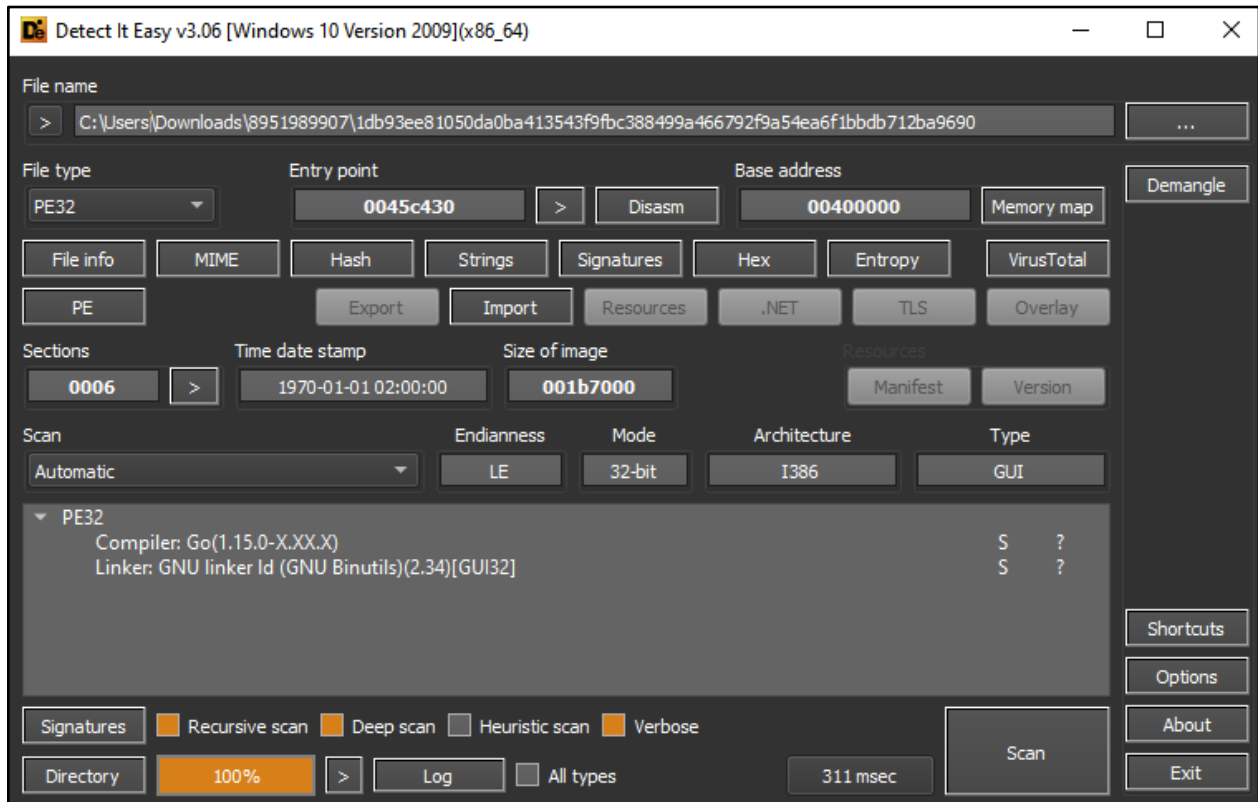 Detect It Easy v3.06 [Windows 10 Version 2009](x86_64)
File name
> C:\Users\Downloads\8951989907\1db93ee81050da0ba413543f9fbc388499a466792f9a54ea6f1bbdb712ba9690 ...
File type Entry point Base address
Demangle
PE32 0045c430 > Disasm 00400000 Memory map
File info MIME Hash Strings Signatures Hex Entropy VirusTotal
PE Export Import Resources .NET TLS Overlay
Sections Time date stamp Size of image Resources
0006 > 1970-01-01 02:00:00 001b7000 Manifest Version
Scan Endianness Mode Architecture Type
Automatic LE 32-bit I386 GUI
PE32
Compiler: Go(1.15.0-X.XX.X) S ?
Linker: GNU linker ld (GNU Binutils)(2.34)[GUI32] S ?
Shortcuts
Options
Signatures Recursive scan Deep scan Heuristic scan Verbose About
Scan
Directory 100% > Log All types 311 msec Exit